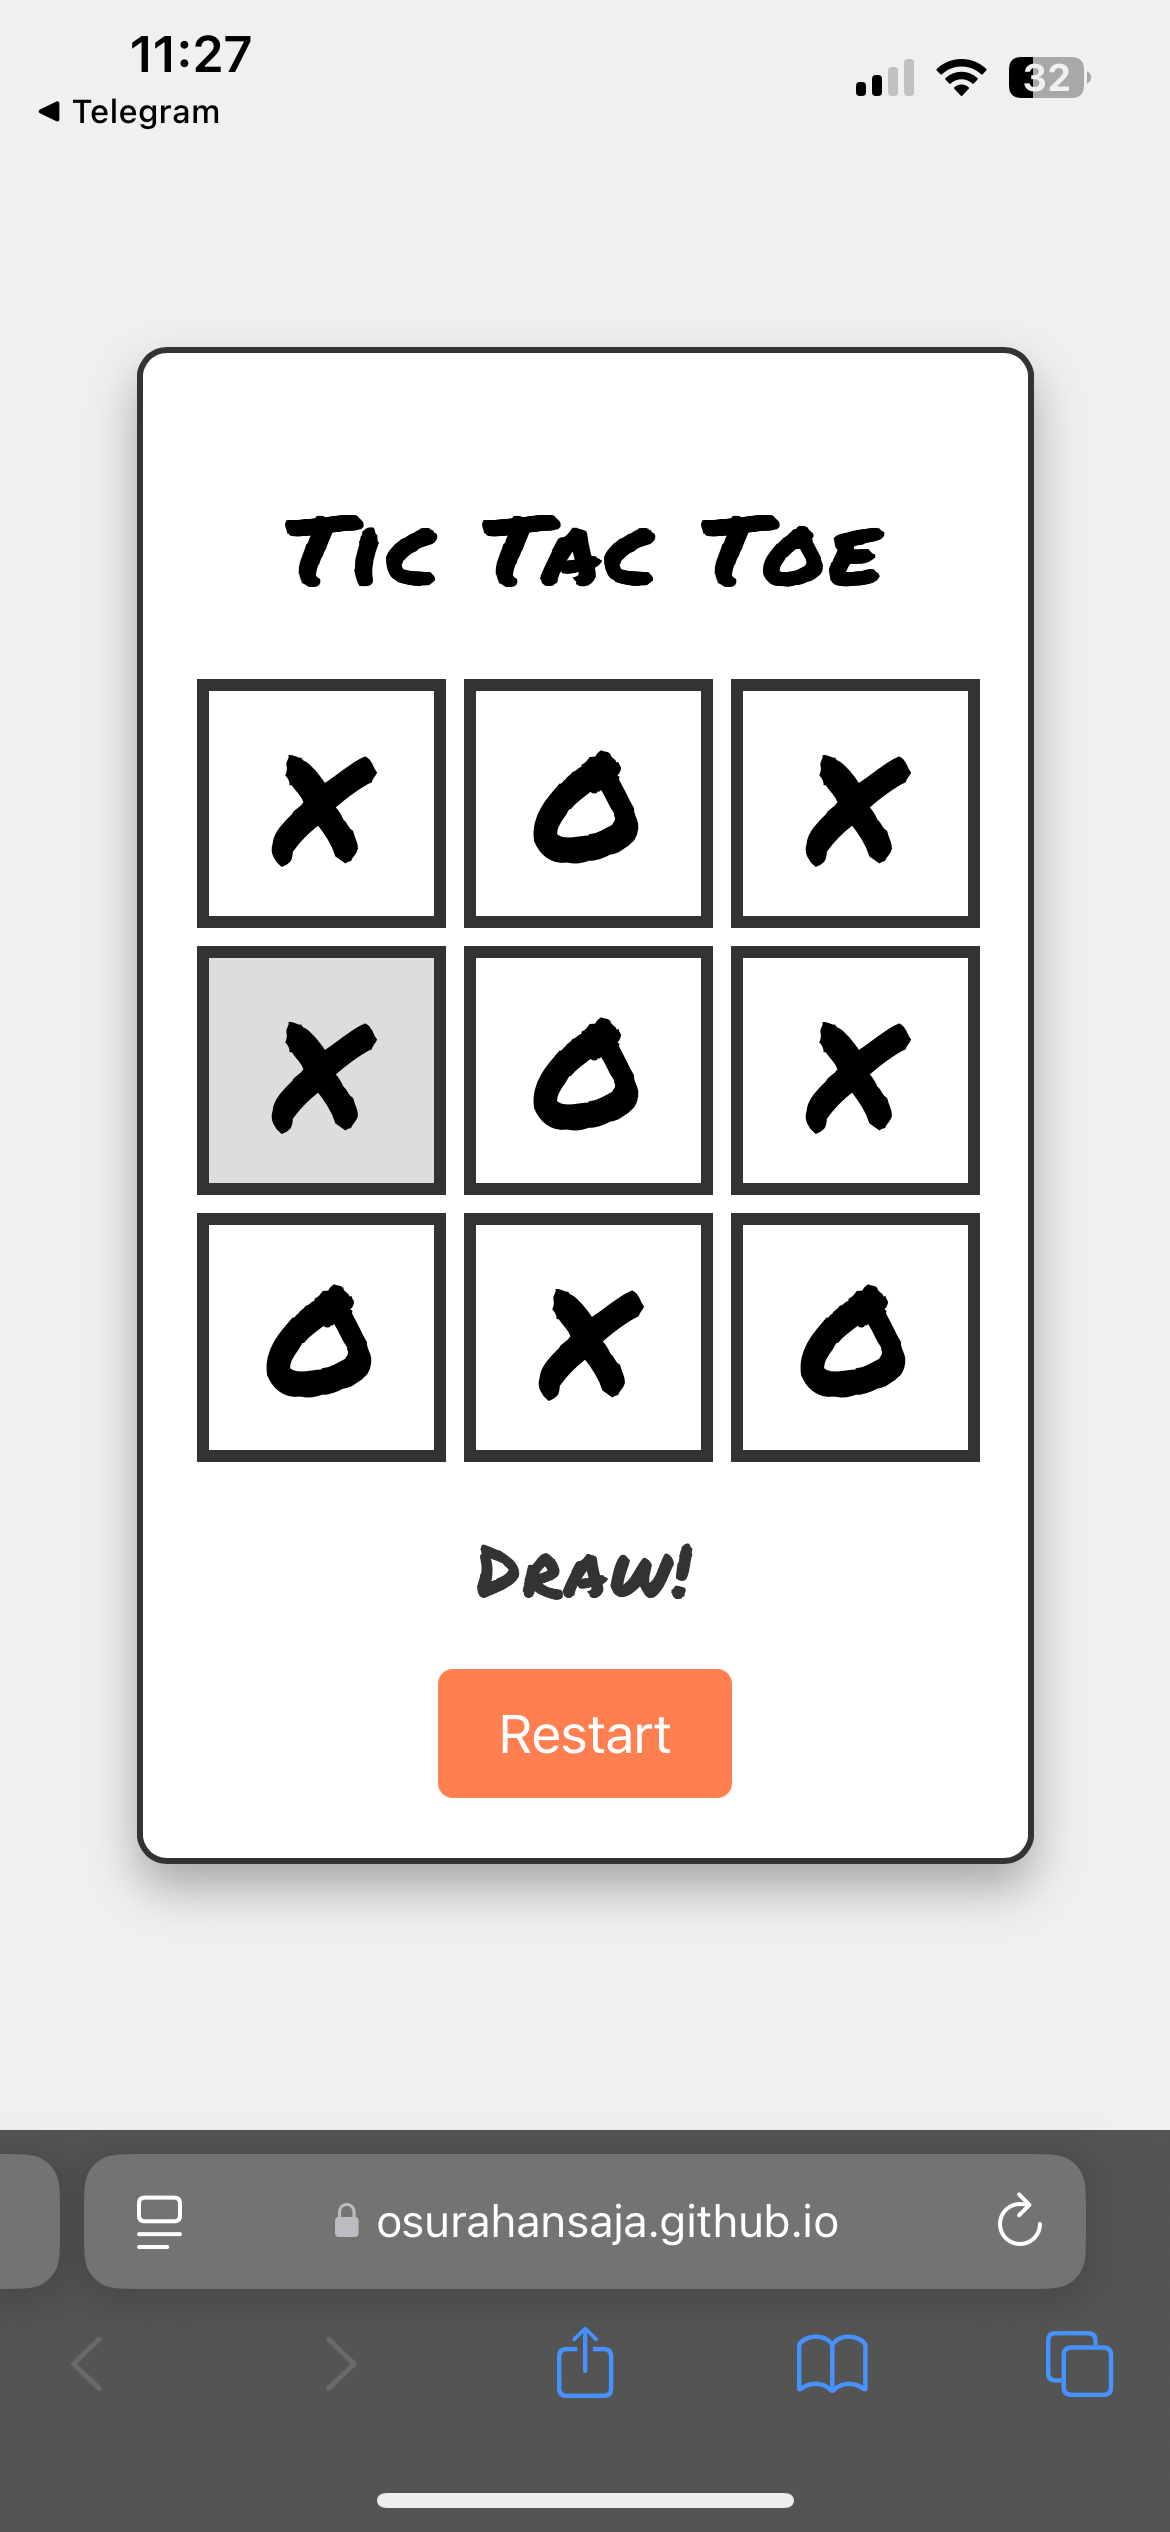 11:27
32
◀ Telegram
Tic Tac Toe
X O X
X O X
O X O
Draw!
Restart
osurahansaja.github.io